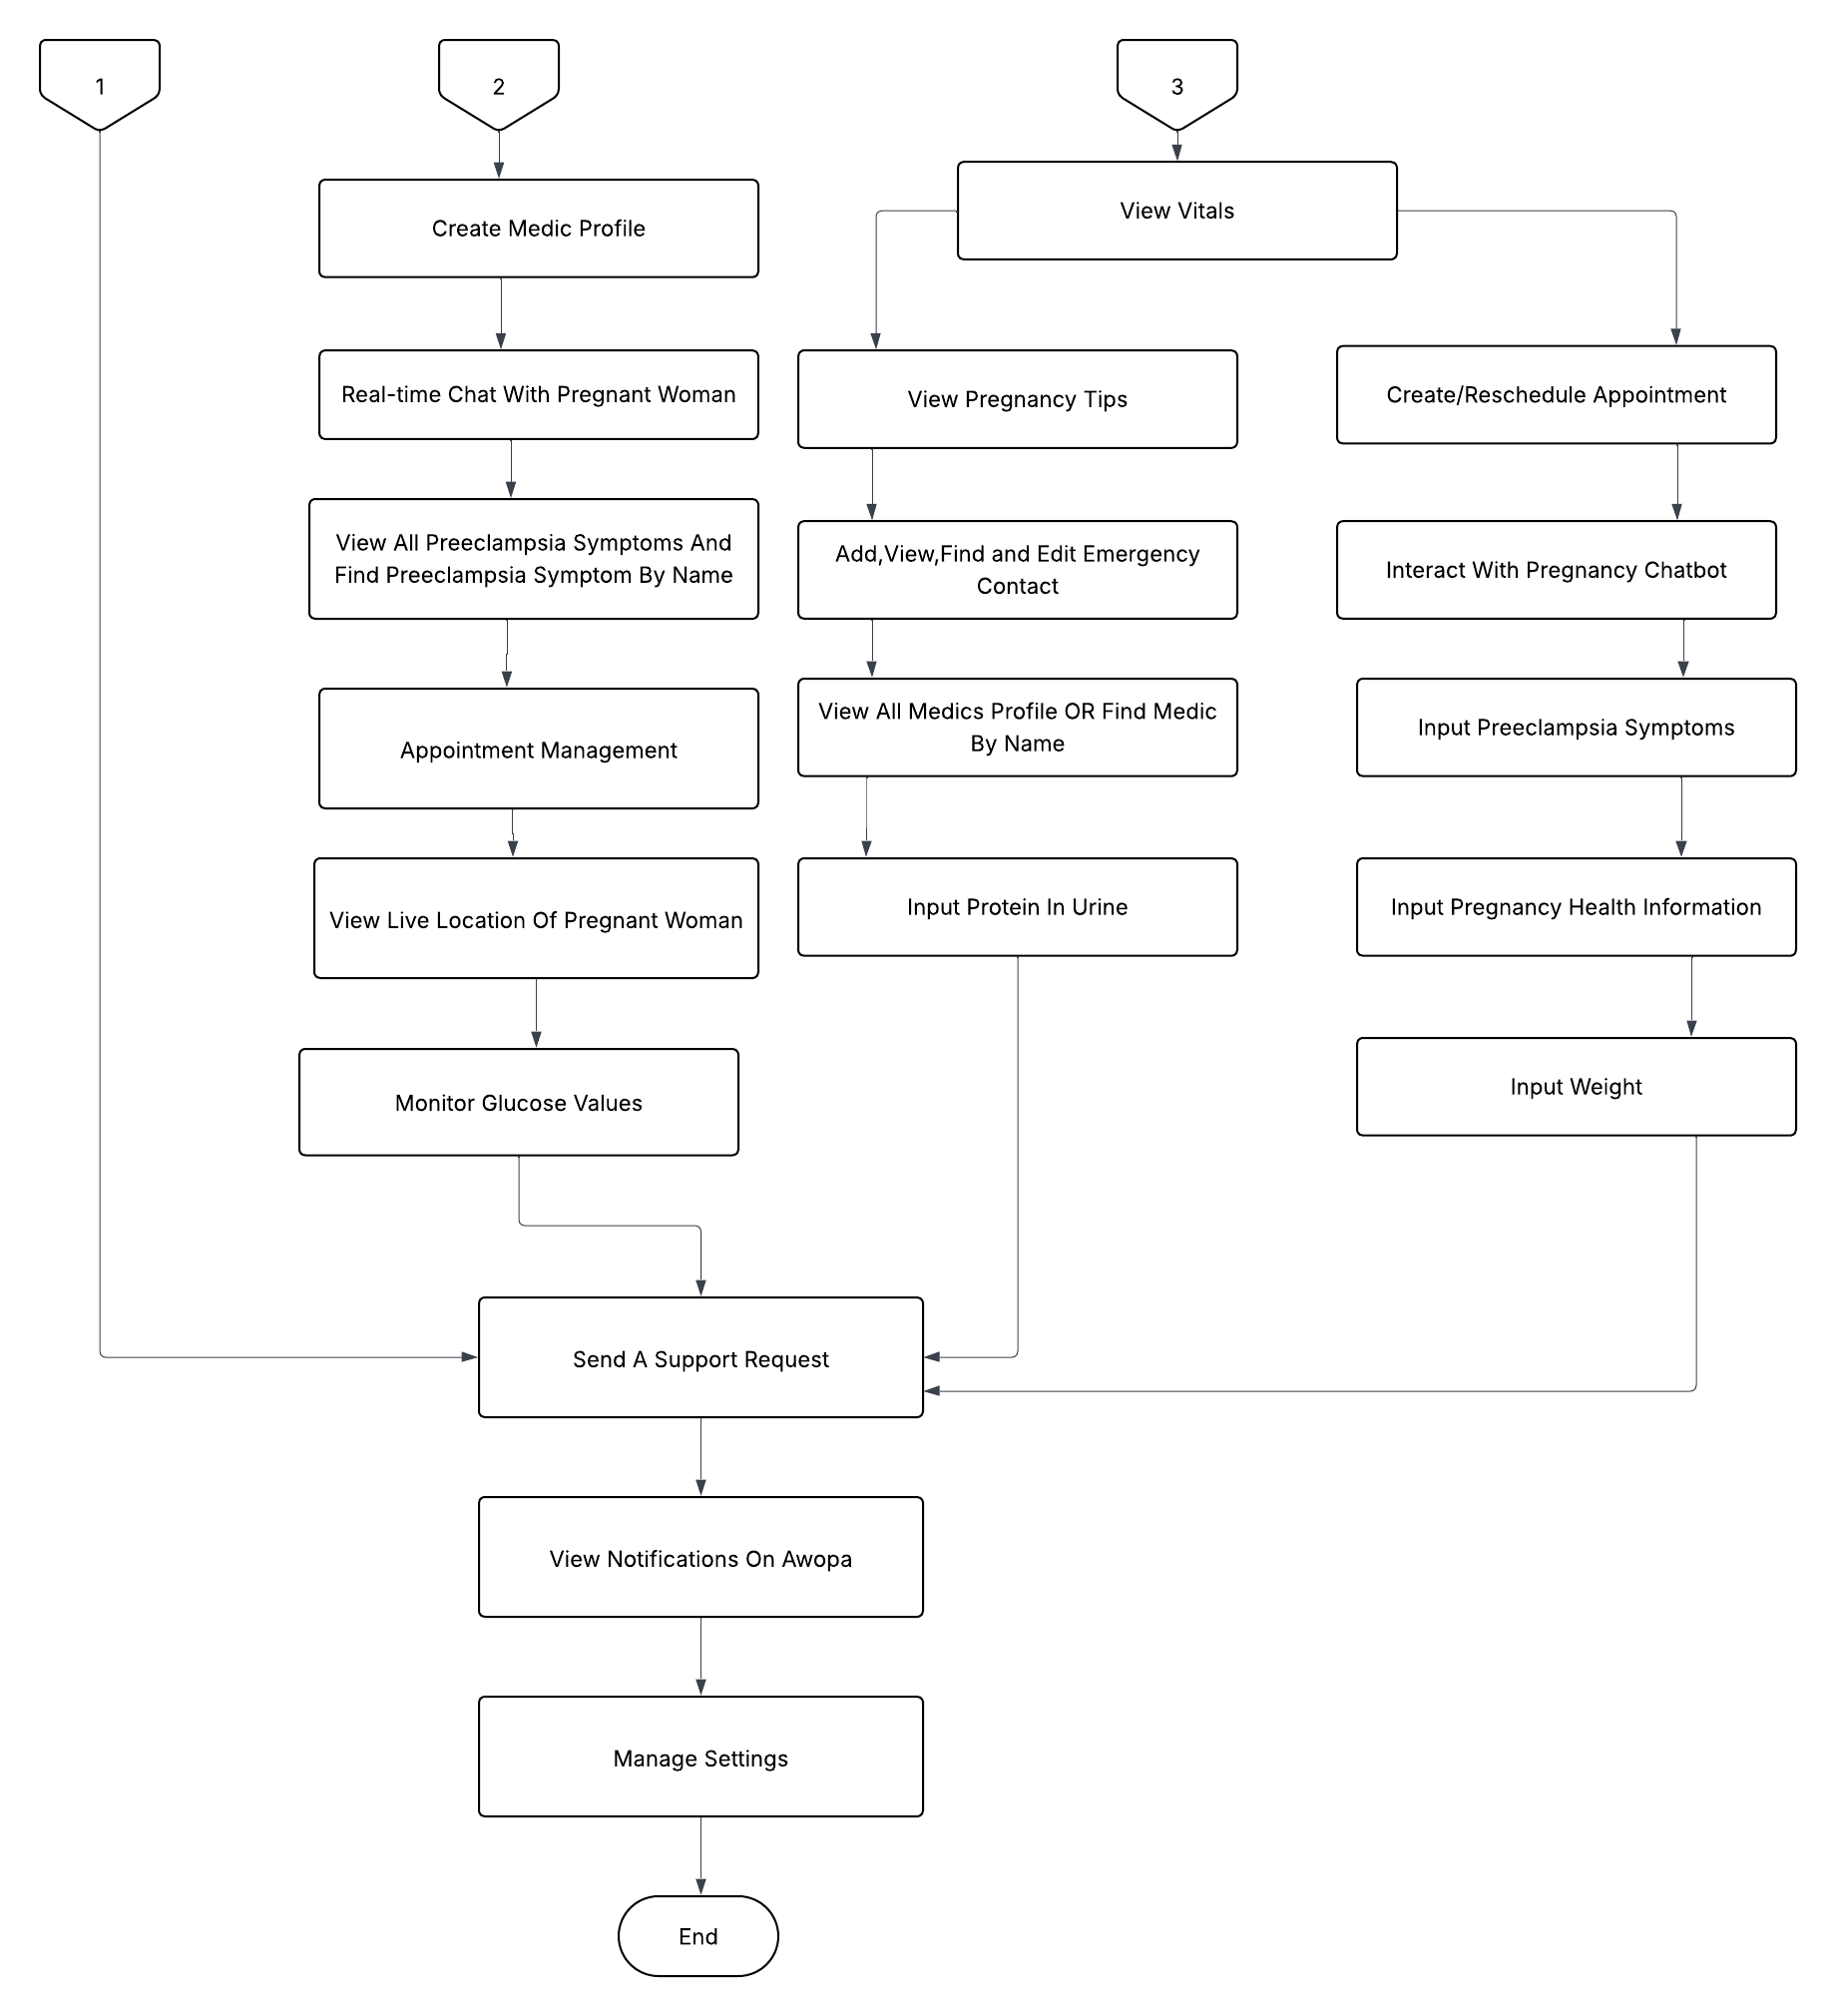 1
2
3
Create Medic Profile
View Vitals
Real-time Chat With Pregnant Woman
View Pregnancy Tips
Create/Reschedule Appointment
View All Preeclampsia Symptoms And
Find Preeclampsia Symptom By Name
Add,View,Find and Edit Emergency
Contact
Interact With Pregnancy Chatbot
Appointment Management
View All Medics Profile OR Find Medic
By Name
Input Preeclampsia Symptoms
View Live Location Of Pregnant Woman
Input Protein In Urine
Input Pregnancy Health Information
Monitor Glucose Values
Input Weight
Send A Support Request
View Notifications On Awopa
Manage Settings
End